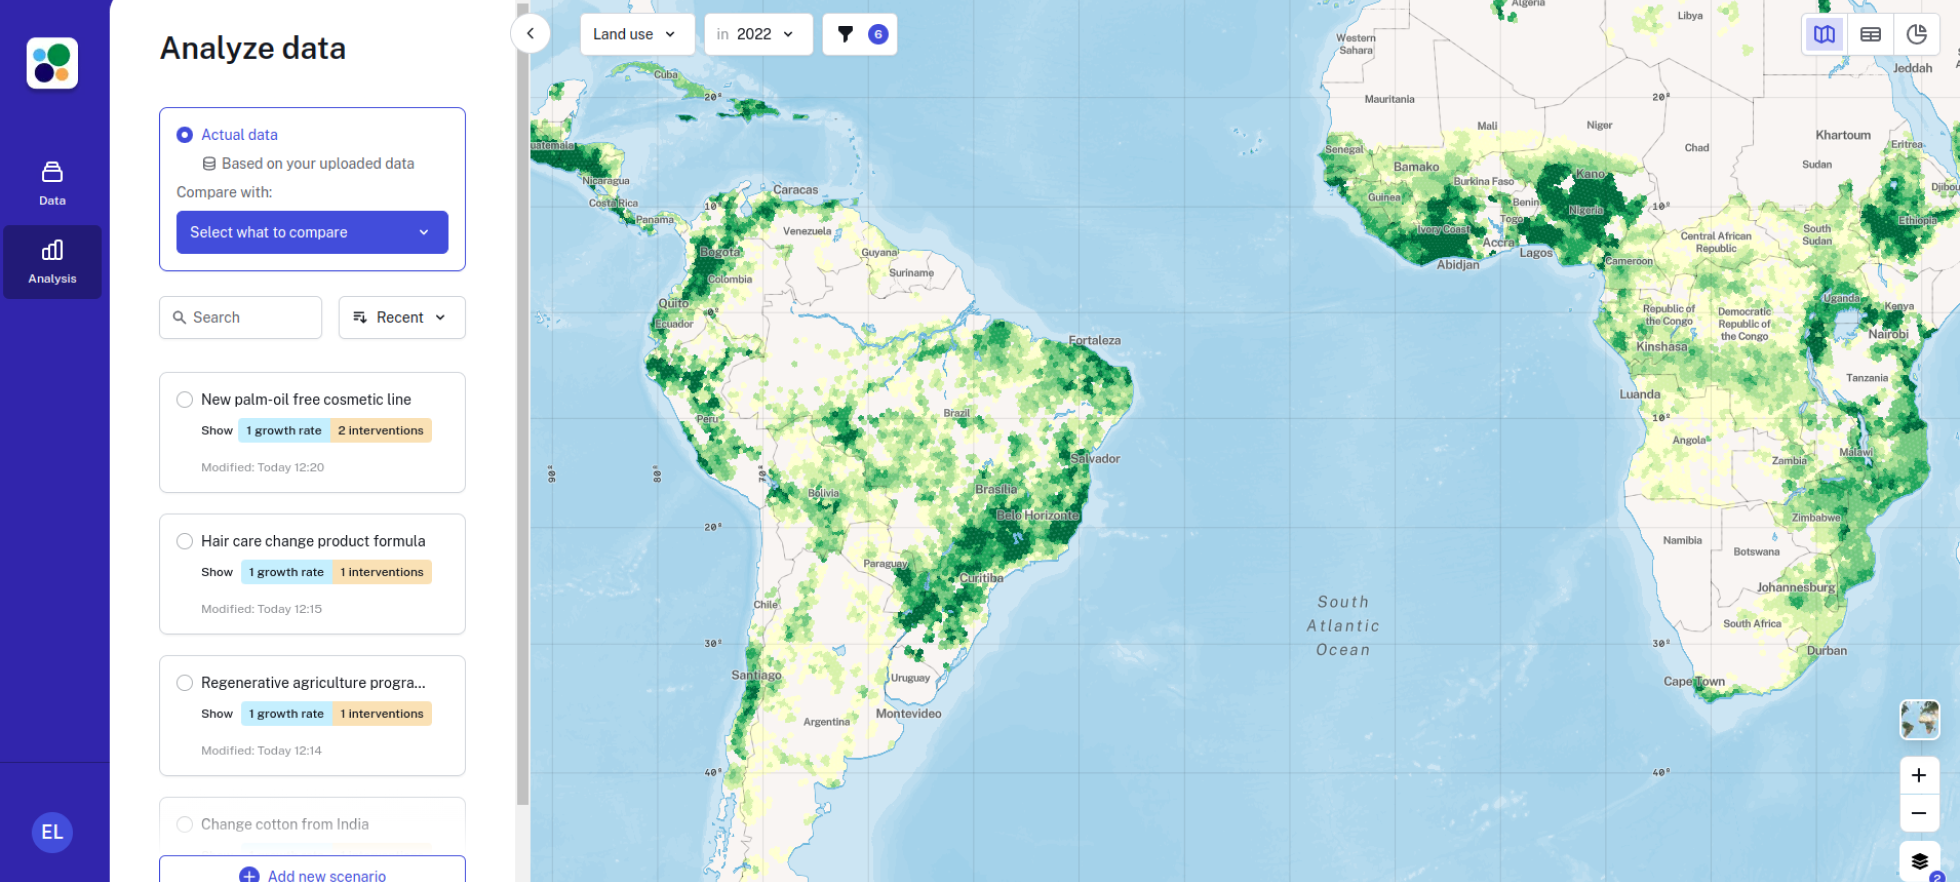 Analyze data
Actual data
Based on your uploaded data
Compare with:
Select what to compare
Search
Recent
New palm-oil free cosmetic line
Show 1 growth rate 2 interventions
Modified: Today 12:20
Hair care change product formula
Show 1 growth rate 1 interventions
Modified: Today 12:15
Regenerative agriculture progra...
Show 1 growth rate 1 interventions
Modified: Today 12:14
Change cotton from India
Add new scenario
Data
Analysis
EL
Land use
in 2022
6
Algeria
Libya
Western
Sahara
Jeddah
Cuba
20°
20°
Mauritania
Mali
Niger
Khartoum
Chad
Sudan
Eritrea
uatemala
Senegal
Bamako
Kano
Nicaragua
Burkina Faso
Djibou
Caracas
Costa Rica
Guinea
Benin
10°
10°
Nigeria
Panama
Togo
Ethiopia
Venezuela
Ivory Coast
South
Sudan
Central African
Republic
Accra
Bogota
Guyana
Lagos
Cameroon
Abidjan
Suriname
Colombia
Quito
Uganda
Kenya
0°
Ecuador
Republic of
the Congo
Democratic
Republic of
the Congo
Nairobi
Fortaleza
Kinshasa
Tanzania
Luanda
Brazil
Peru
10°
10°
Angola
Malawi
Salvador
Zambia
90°
80°
70°
Brasilia
Bolivia
Belo Horizonte
Zimbabwe
20°
Namibia
Botswana
Paraguay
Curitiba
Johannesburg
Chile
South
Atlantic
Ocean
South Africa
30°
30°
Durban
Santiago
Uruguay
Cape Town
Montevideo
Argentina
40°
40°
2